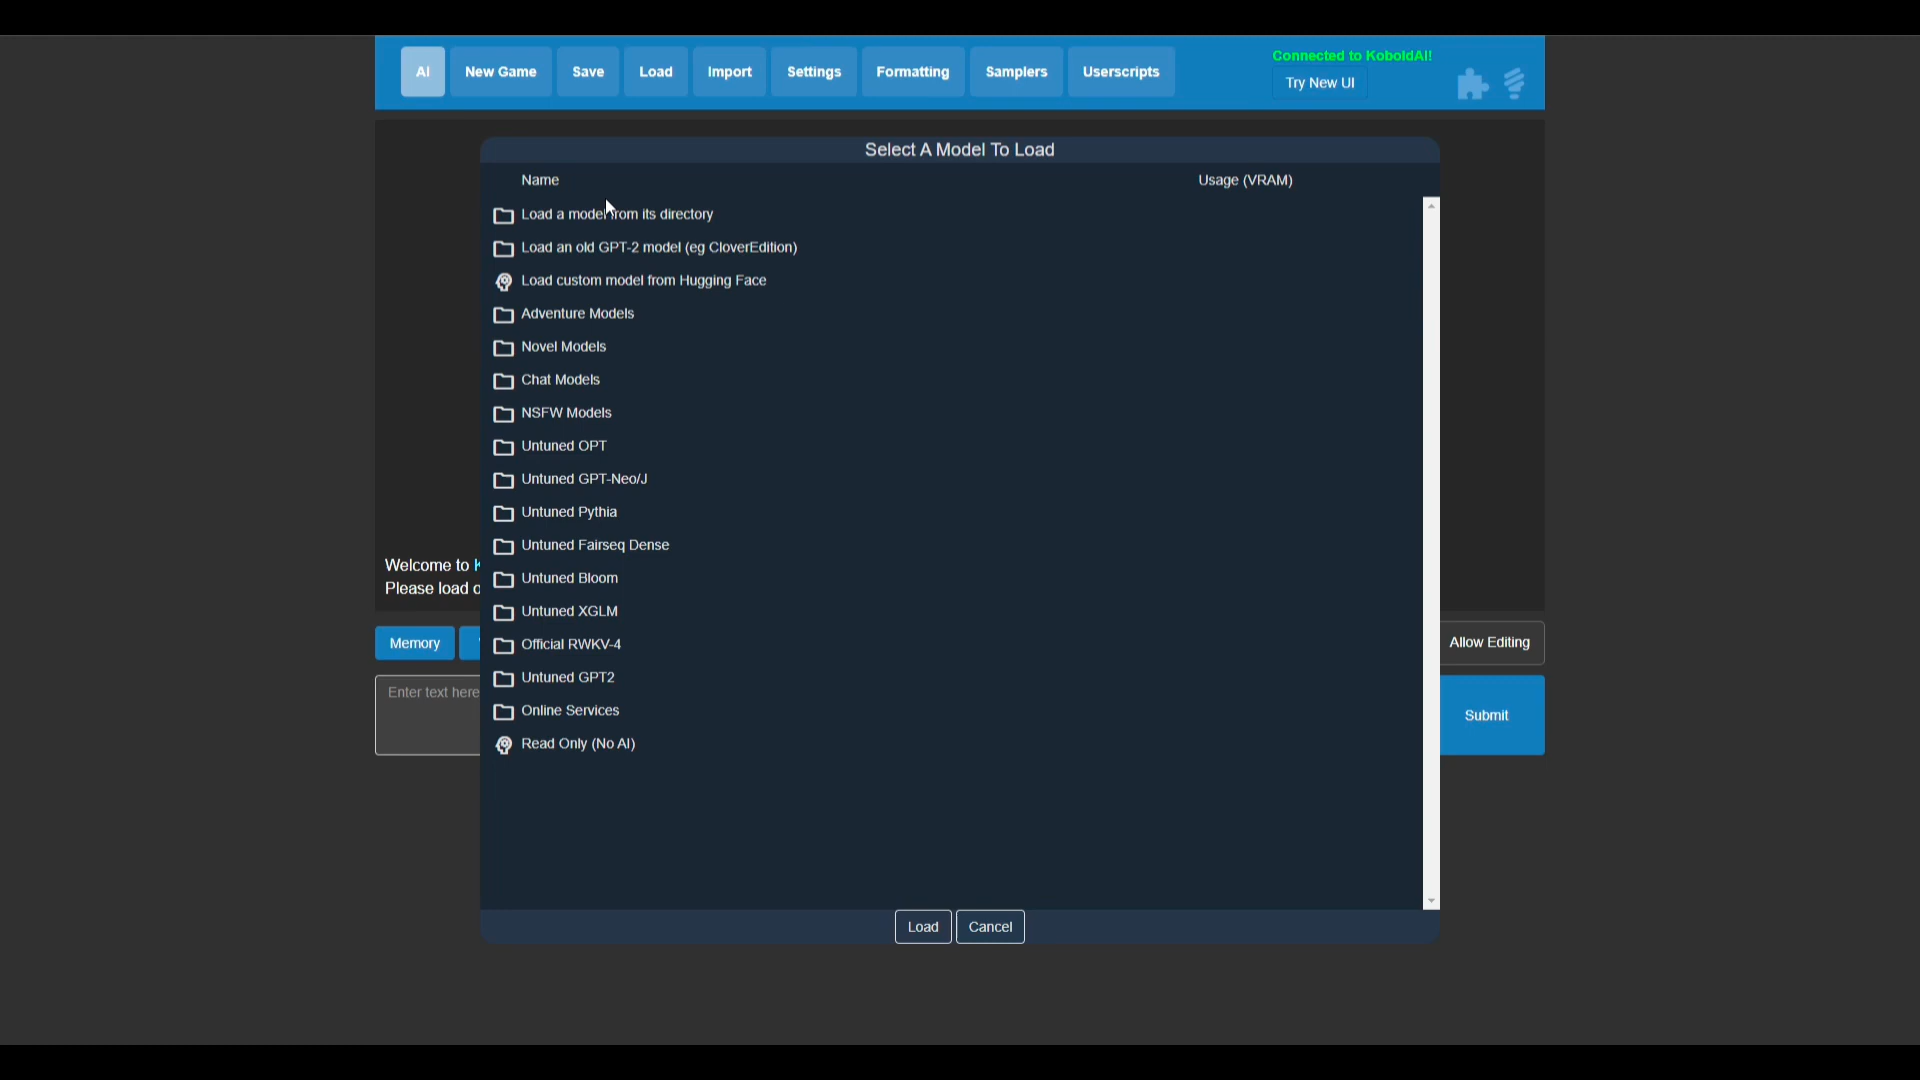 AI
New Game
Save
Load
Import
Settings
Formatting
Samplers
Userscripts
Connected to KoboldAI!
Try New UI
Select A Model To Load
Name
Usage (VRAM)
Load a model from its directory
Load an old GPT-2 model (eg CloverEdition)
Load custom model from Hugging Face
Adventure Models
Novel Models
Chat Models
NSFW Models
Untuned OPT
Untuned GPT-Neo/J
Untuned Pythia
Untuned Fairseq Dense
Untuned Bloom
Untuned XGLM
Official RWKV-4
Untuned GPT2
Online Services
Read Only (No AI)
Welcome to
Please load
Memory
Allow Editing
Enter text here
Submit
Load
Cancel